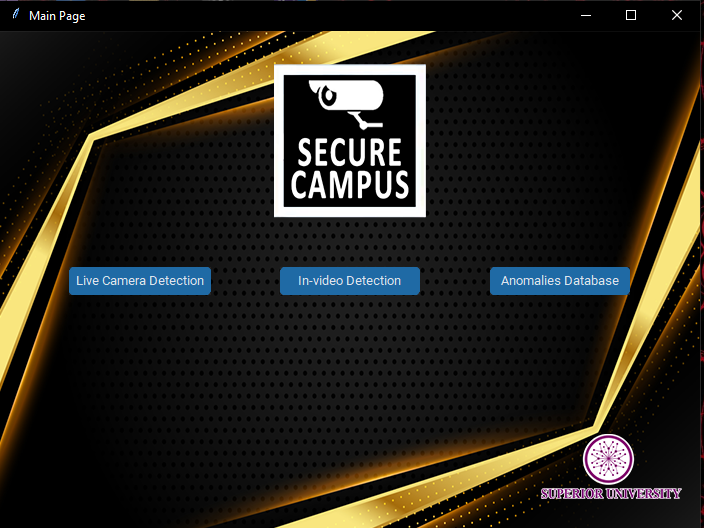 Main Page
SECURE
CAMPUS
Live Camera Detection
In-video Detection
Anomalies Database
SUPERIOR UNIVERSITY